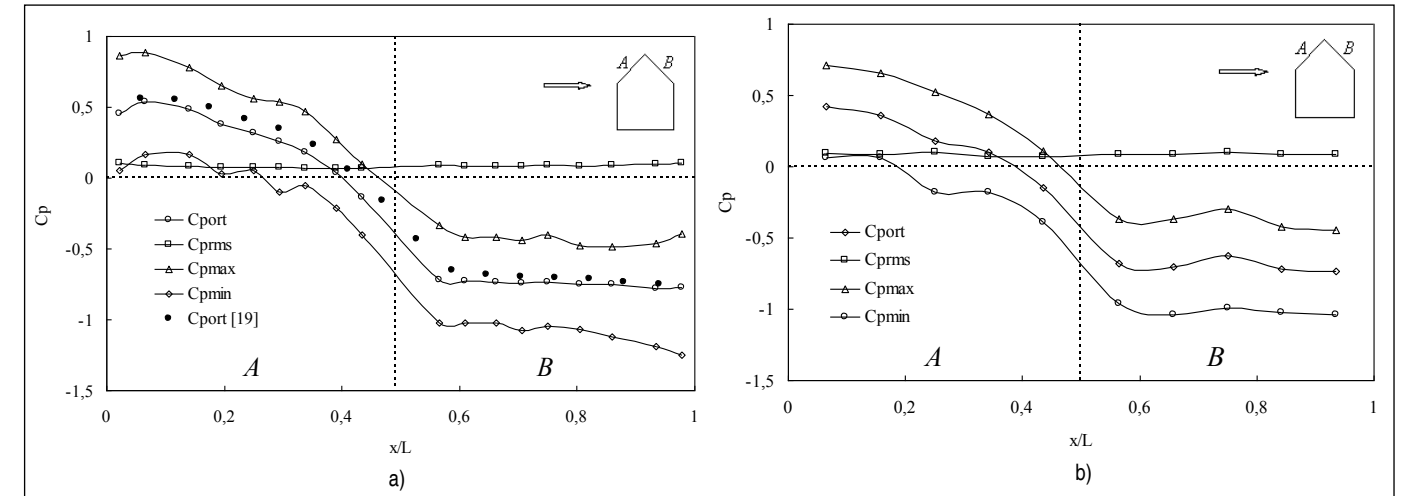 1
0,5
0
-0,5
-1
-1,5
Cp
A B
Cport
Cprms
Cpmax
Cpmin
Cport [19]
A
B
0 0,2 0,4 0,6 0,8 1
x/L
a)
1
0,5
0
-0,5
-1
-1,5
Cp
A B
Cport
Cprms
Cpmax
Cpmin
A
B
0 0,2 0,4 0,6 0,8 1
x/L
b)